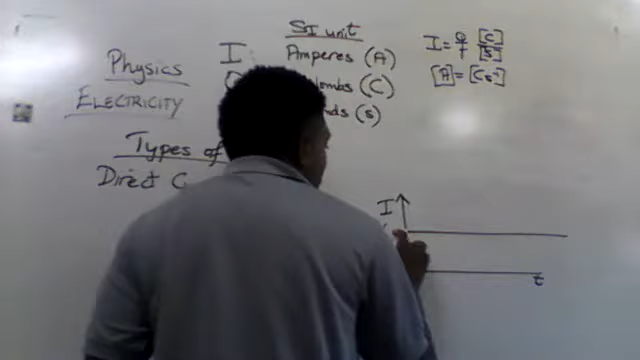 Physics
ELECTRICITY
SI unit
I Amperes (A)
(C)
(s)
I = Q/t [C]/[s]
[A] = [Cs⁻¹]
Types of
Direct C
I
t